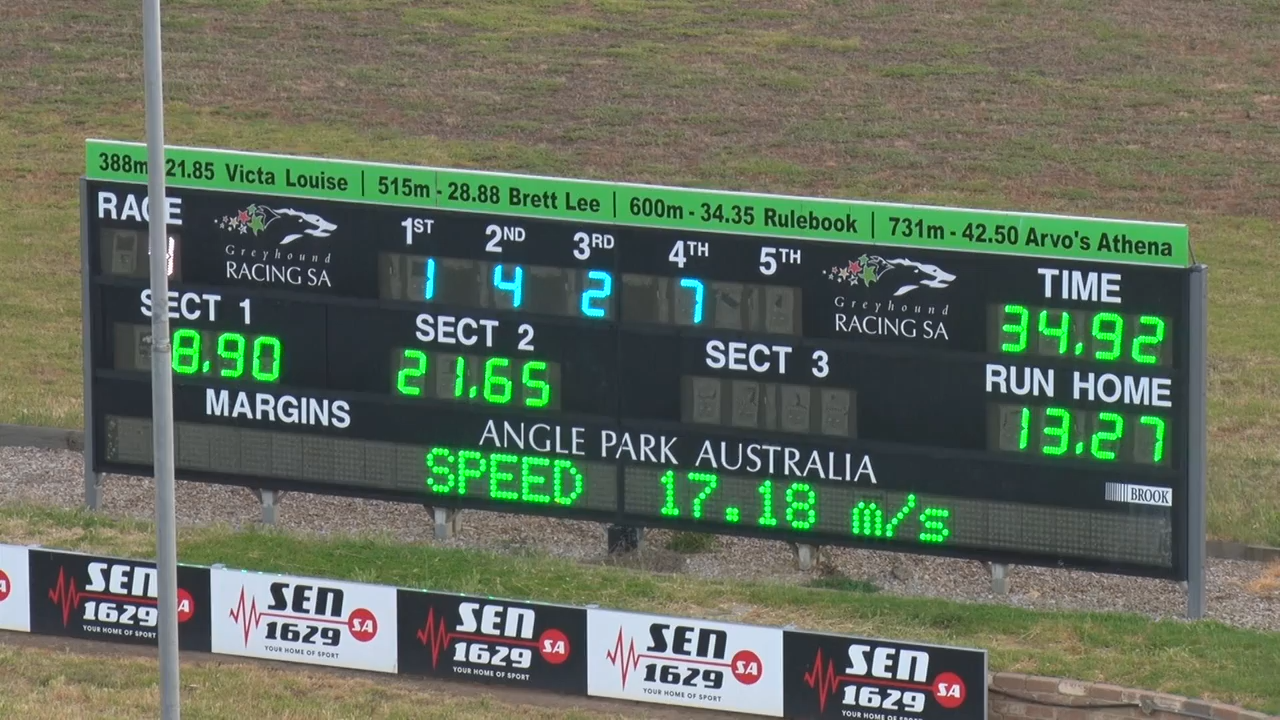 388m 21.85 Victa Louise | 515m - 28.88 Brett Lee | 600m - 34.35 Rulebook | 731m - 42.50 Arvo's Athena
RACE
Greyhound
RACING SA
1ST 2ND 3RD 4TH 5TH
1 4 2 7
Greyhound
RACING SA
TIME
34.92
SECT 1
8.90
SECT 2
21.65
SECT 3
RUN HOME
13.27
MARGINS
ANGLE PARK AUSTRALIA
SPEED 17.18 m/s
BROOK
SEN
1629 SA
YOUR HOME OF SPORT
SEN
1629 SA
YOUR HOME OF SPORT
SEN
1629 SA
YOUR HOME OF SPORT
SEN
1629 SA
YOUR HOME OF SPORT
SEN
1629 SA
YOUR HOME OF SPORT